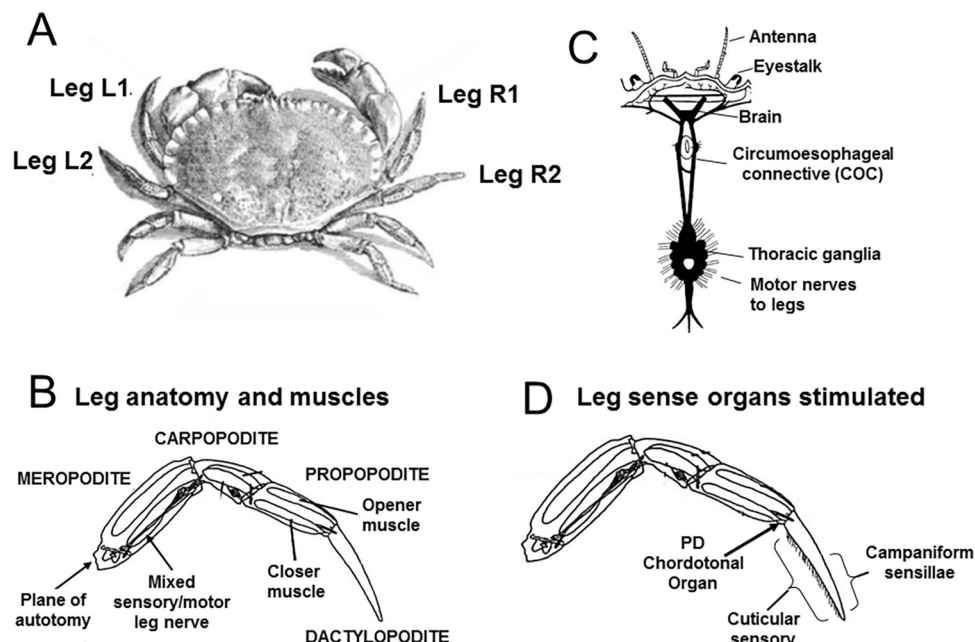 A
Leg L1
Leg R1
Leg L2
Leg R2
C
Antenna
Eyestalk
Brain
Circumoesophageal
connective (COC)
Thoracic ganglia
Motor nerves
to legs
B Leg anatomy and muscles
CARPOPODITE
MEROPODITE
PROPOPODITE
Opener
muscle
Closer
muscle
Mixed
sensory/motor
leg nerve
Plane of
autotomy
DACTYLOPODITE
D Leg sense organs stimulated
PD
Chordotonal
Organ
Campaniform
sensillae
Cuticular
sensory